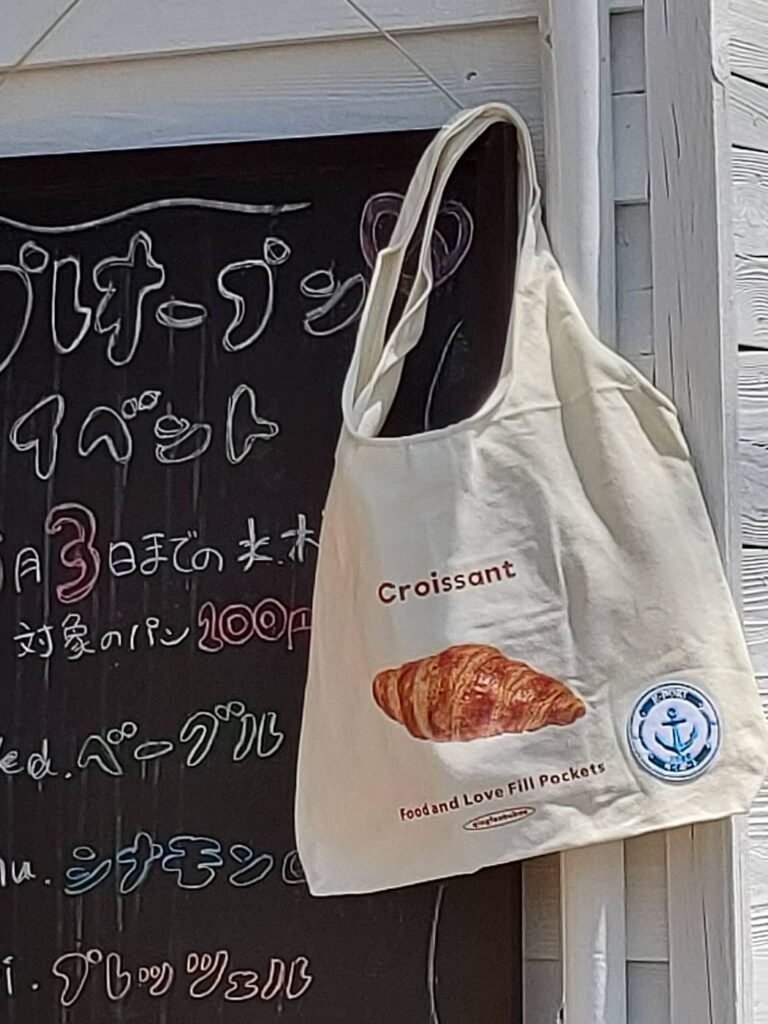 プレオープン
イベント
月3日までの水.木
対象のパン100円
ed.ベーグル
u.シナモン
i.プレッツェル
Croissant
Food and Love Fill Pockets